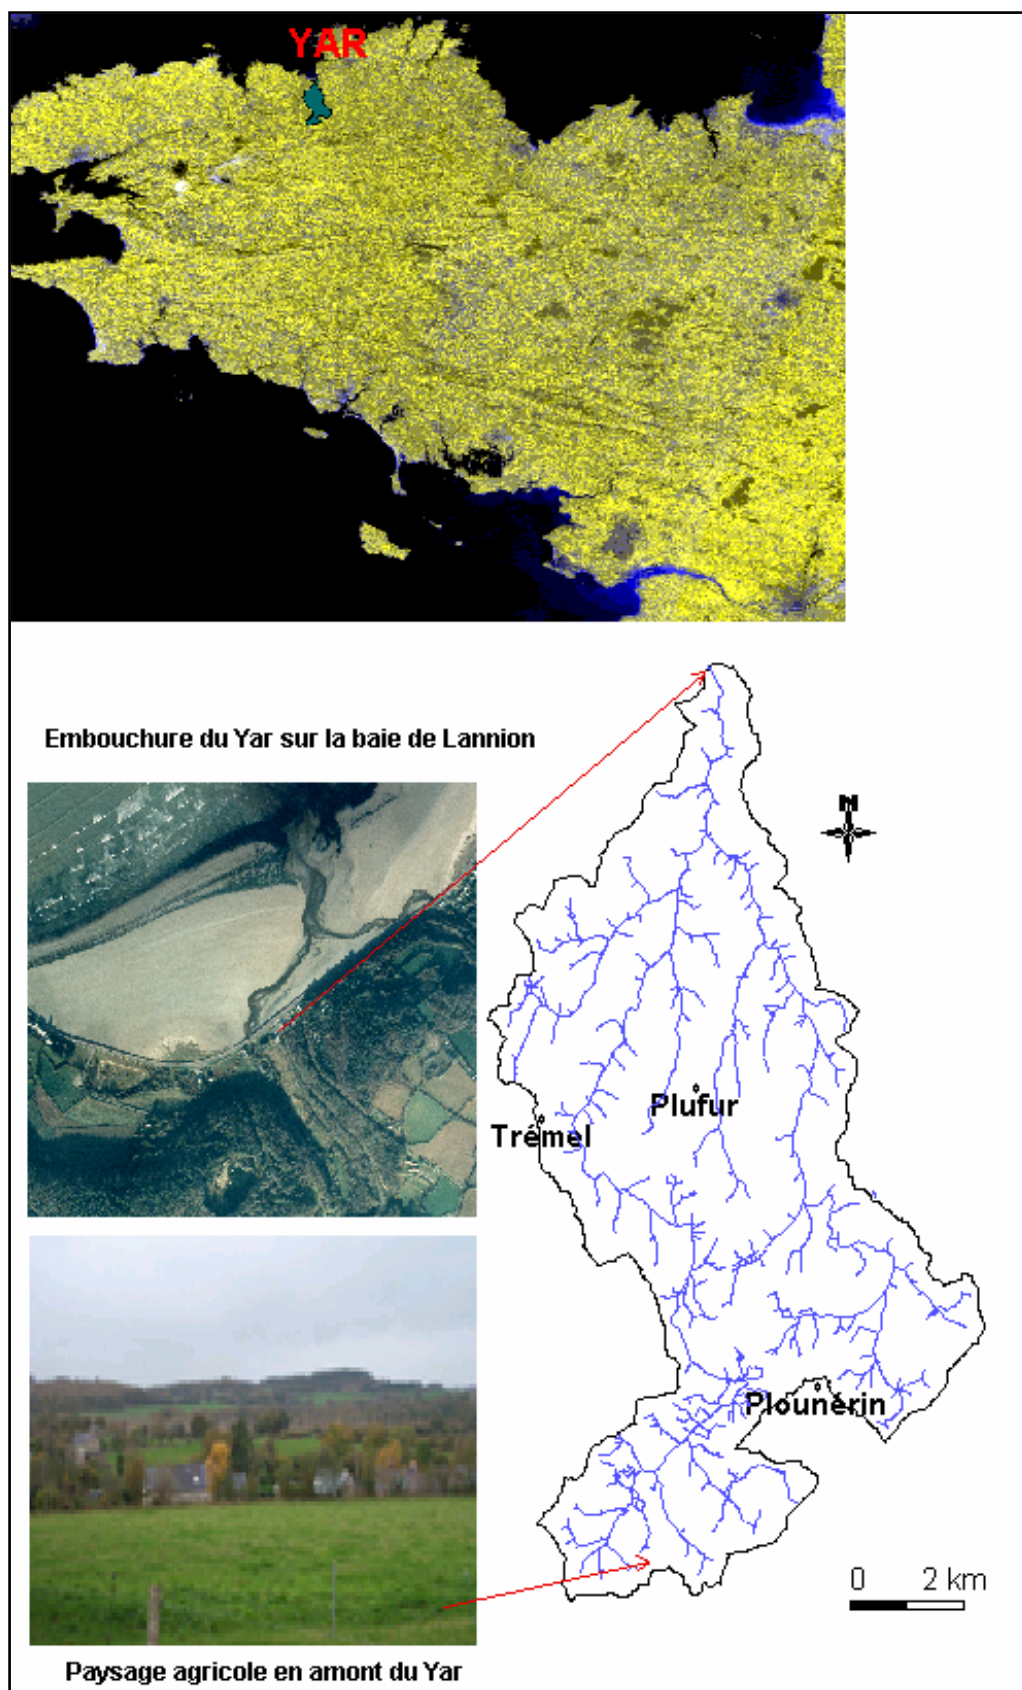 YAR
Embouchure du Yar sur la baie de Lannion
N
Plufur
Trémel
Plounérin
0 2 km
Paysage agricole en amont du Yar